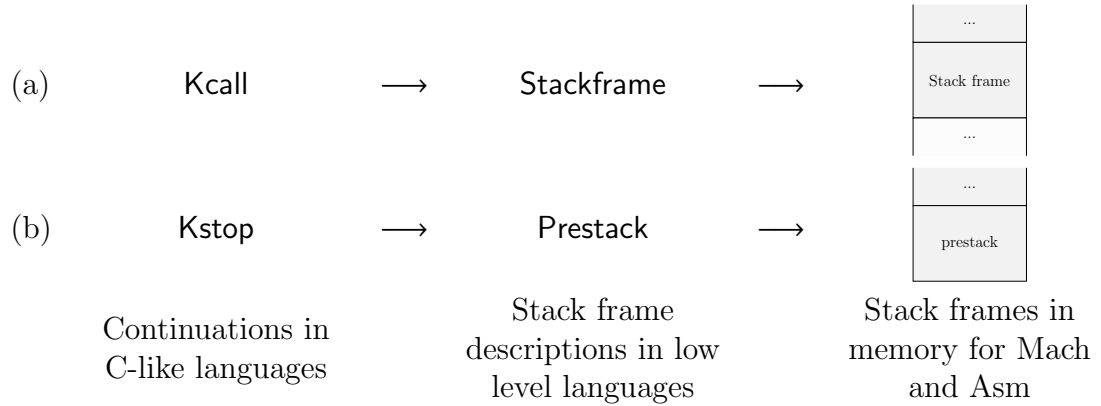 ...
(a) Kcall ⟶ Stackframe ⟶ Stack frame
...
...
(b) Kstop ⟶ Prestack ⟶ prestack
Continuations in
C-like languages
Stack frame
descriptions in low
level languages
Stack frames in
memory for Mach
and Asm